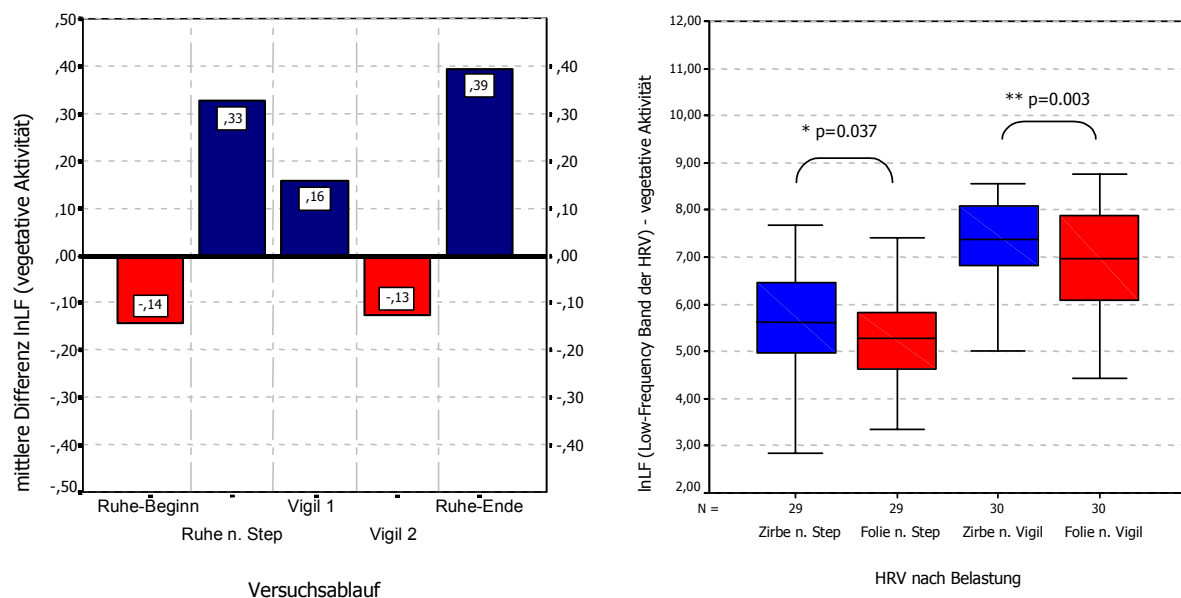 mittlere Differenz lnLF (vegetative Aktivität)
,50
,40
,30
,20
,10
,00
-,10
-,20
-,30
-,40
-,50
,40
,30
,20
,10
,00
-,10
-,20
-,30
-,40
-,14
,33
,16
-,13
,39
Ruhe-Beginn
Ruhe n. Step
Vigil 1
Vigil 2
Ruhe-Ende
Versuchsablauf
lnLF (Low-Frequency Band der HRV) - vegetative Aktivität
12,00
11,00
10,00
9,00
8,00
7,00
6,00
5,00
4,00
3,00
2,00
* p=0.037
** p=0.003
N = 29 29 30 30
Zirbe n. Step Folie n. Step Zirbe n. Vigil Folie n. Vigil
HRV nach Belastung